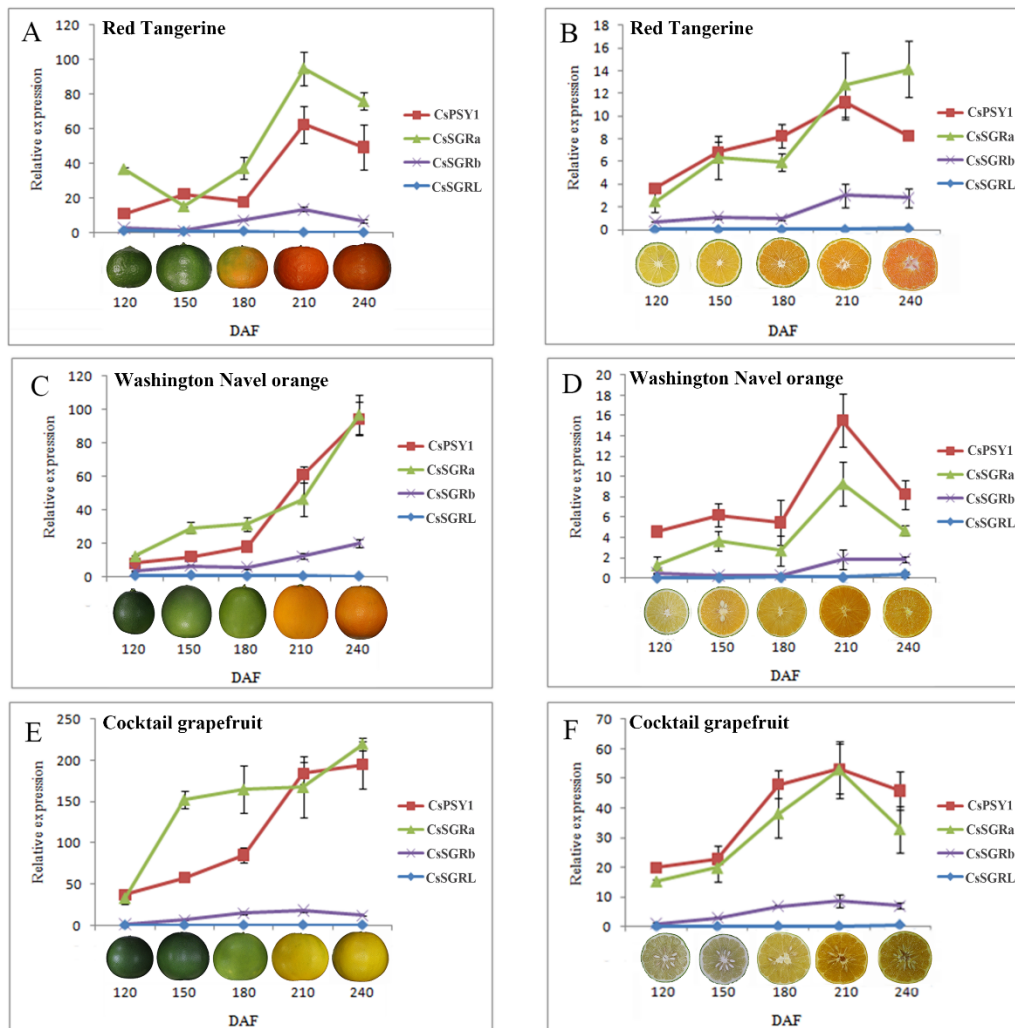 A
Red Tangerine
Relative expression
120
100
80
60
40
20
0
CsPSY1
CsSGRa
CsSGRb
CsSGRL
120 150 180 210 240
DAF
B
Red Tangerine
Relative expression
18
16
14
12
10
8
6
4
2
0
CsPSY1
CsSGRa
CsSGRb
CsSGRL
120 150 180 210 240
DAF
C
Washington Navel orange
Relative expression
120
100
80
60
40
20
0
CsPSY1
CsSGRa
CsSGRb
CsSGRL
120 150 180 210 240
DAF
D
Washington Navel orange
Relative expression
20
18
16
14
12
10
8
6
4
2
0
CsPSY1
CsSGRa
CsSGRb
CsSGRL
120 150 180 210 240
DAF
E
Cocktail grapefruit
Relative expression
250
200
150
100
50
0
CsPSY1
CsSGRa
CsSGRb
CsSGRL
120 150 180 210 240
DAF
F
Cocktail grapefruit
Relative expression
70
60
50
40
30
20
10
0
CsPSY1
CsSGRa
CsSGRb
CsSGRL
120 150 180 210 240
DAF